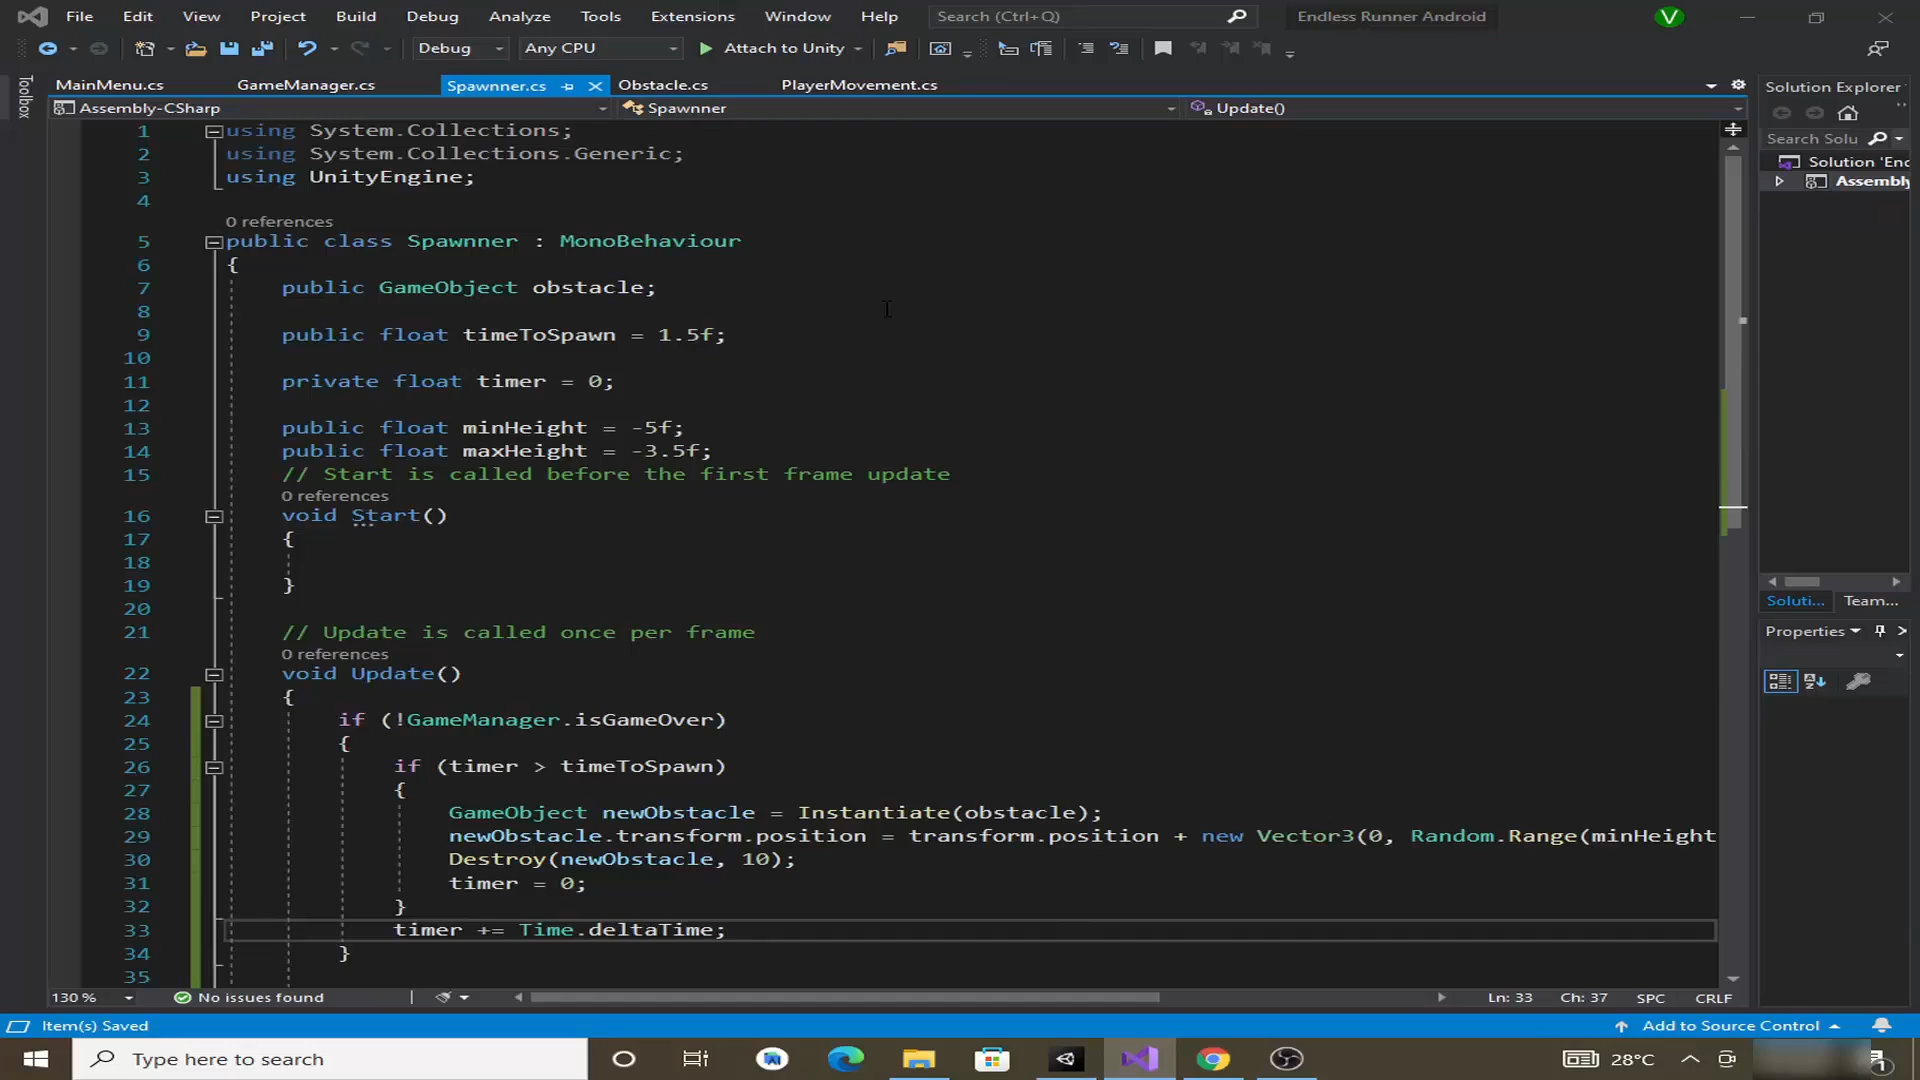 File Edit View Project Build Debug Test Analyze Tools Extensions Window Help Search (Ctrl+Q) Endless Runner Android V
Debug Any CPU Attach to Unity
Toolbox
MainMenu.cs GameManager.cs Spawnner.cs Obstacle.cs PlayerMovement.cs
Assembly-CSharp Spawnner Update()
1 using System.Collections;
2 using System.Collections.Generic;
3 using UnityEngine;
4
0 references
5 public class Spawnner : MonoBehaviour
6 {
7 public GameObject obstacle;
8
9 public float timeToSpawn = 1.5f;
10
11 private float timer = 0;
12
13 public float minHeight = -5f;
14 public float maxHeight = -3.5f;
15 // Start is called before the first frame update
0 references
16 void Start()
17 {
18
19 }
20
21 // Update is called once per frame
0 references
22 void Update()
23 {
24 if (!GameManager.isGameOver)
25 {
26 if (timer > timeToSpawn)
27 {
28 GameObject newObstacle = Instantiate(obstacle);
29 newObstacle.transform.position = transform.position + new Vector3(0, Random.Range(minHeight
30 Destroy(newObstacle, 10);
31 timer = 0;
32 }
33 timer += Time.deltaTime;
34 }
35
130 % No issues found Ln: 33 Ch: 37 SPC CRLF
Solution Explorer
Search Solu
Solution 'End
Assembly
Soluti... Team...
Properties
Item(s) Saved Add to Source Control
Type here to search 28°C 1